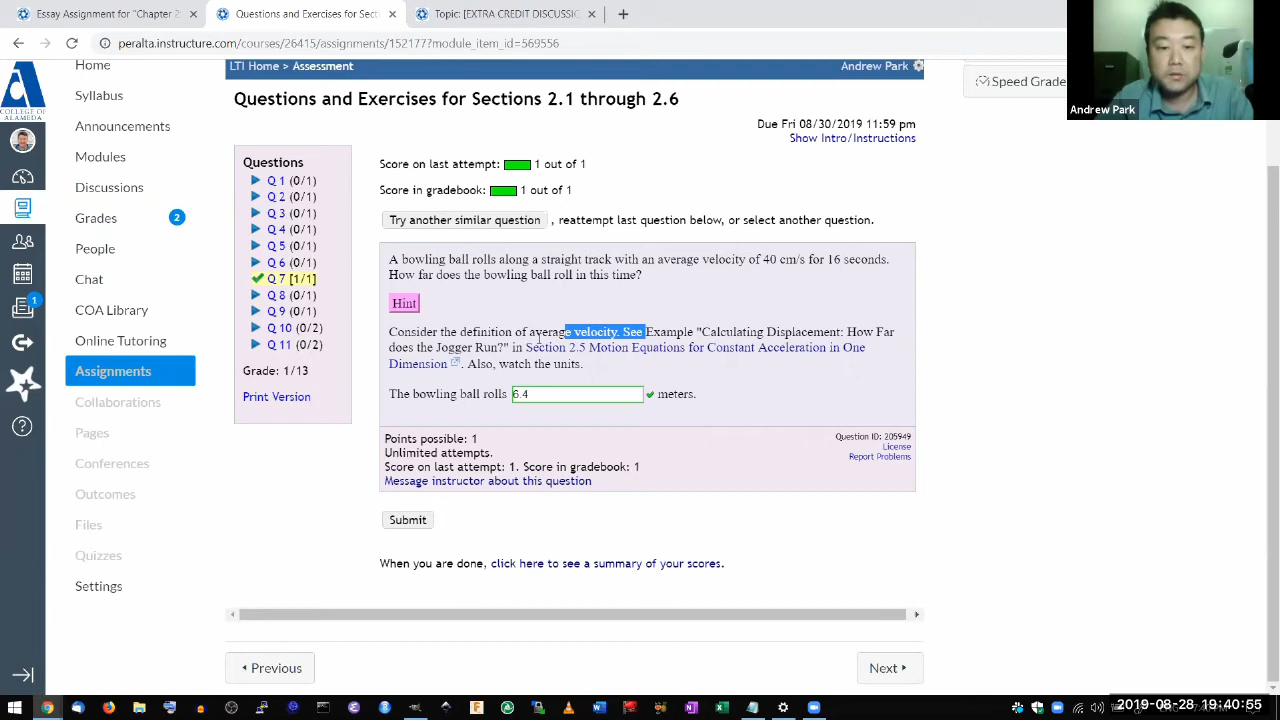 Essay Assignment for "Chapter 2
Questions and Exercises for Secti
Topic: [EXTRA CREDIT DISCUSSIO
peralta.instructure.com/courses/26415/assignments/152177?module_item_id=569556
Andrew Park
COLLEGE OF
ALAMEDA
Home
Syllabus
Announcements
Modules
Discussions
Grades
2
People
Chat
COA Library
1
Online Tutoring
Assignments
Collaborations
Pages
Conferences
Outcomes
Files
Quizzes
Settings
LTI Home > Assessment
Andrew Park
Speed Grade
Questions and Exercises for Sections 2.1 through 2.6
Due Fri 08/30/2019 11:59 pm
Show Intro/Instructions
Questions
Q 1 (0/1)
Q 2 (0/1)
Q 3 (0/1)
Q 4 (0/1)
Q 5 (0/1)
Q 6 (0/1)
Q 7 [1/1]
Q 8 (0/1)
Q 9 (0/1)
Q 10 (0/2)
Q 11 (0/2)
Grade: 1/13
Print Version
Score on last attempt: 1 out of 1
Score in gradebook: 1 out of 1
Try another similar question , reattempt last question below, or select another question.
A bowling ball rolls along a straight track with an average velocity of 40 cm/s for 16 seconds.
How far does the bowling ball roll in this time?
Hint
Consider the definition of average velocity. See Example "Calculating Displacement: How Far
does the Jogger Run?" in Section 2.5 Motion Equations for Constant Acceleration in One
Dimension . Also, watch the units.
The bowling ball rolls 6.4 meters.
Points possible: 1
Unlimited attempts.
Score on last attempt: 1. Score in gradebook: 1
Message instructor about this question
Question ID: 205949
License
Report Problems
Submit
When you are done, click here to see a summary of your scores.
Previous
Next
2019-08-28 19:40:55